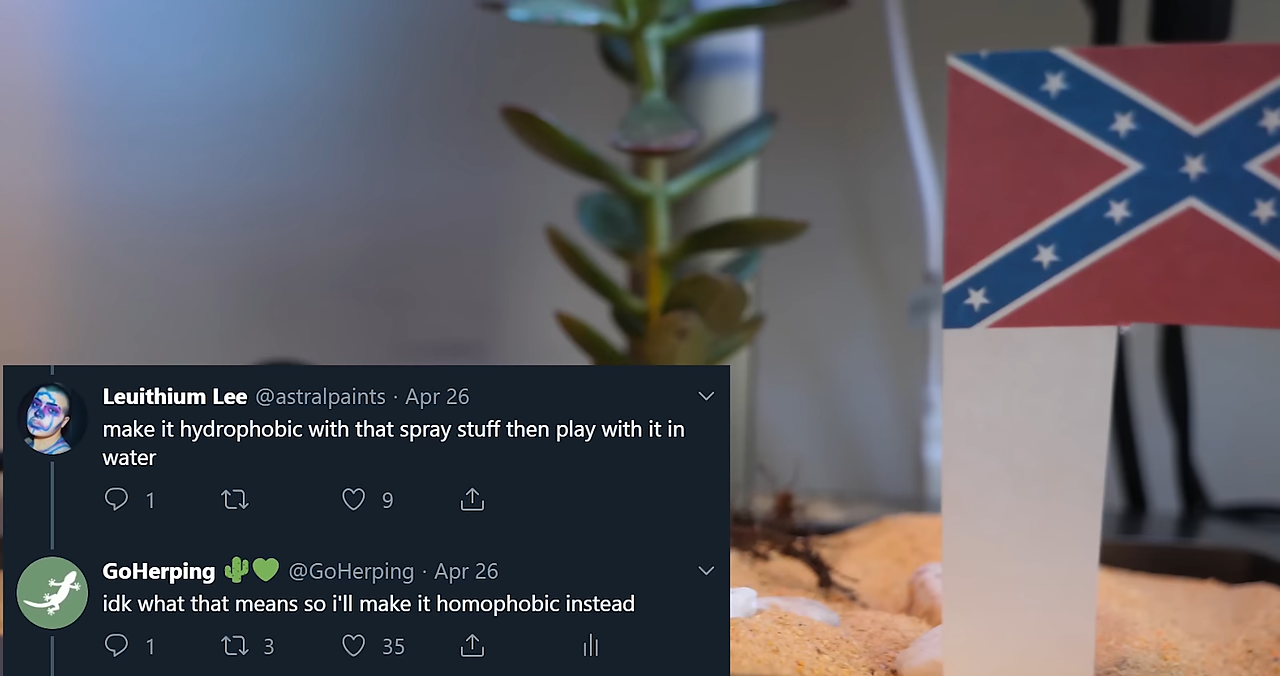 Leuithium Lee @astralpaints · Apr 26
make it hydrophobic with that spray stuff then play with it in
water
1 9
GoHerping 🌵💚 @GoHerping · Apr 26
idk what that means so i'll make it homophobic instead
1 3 35